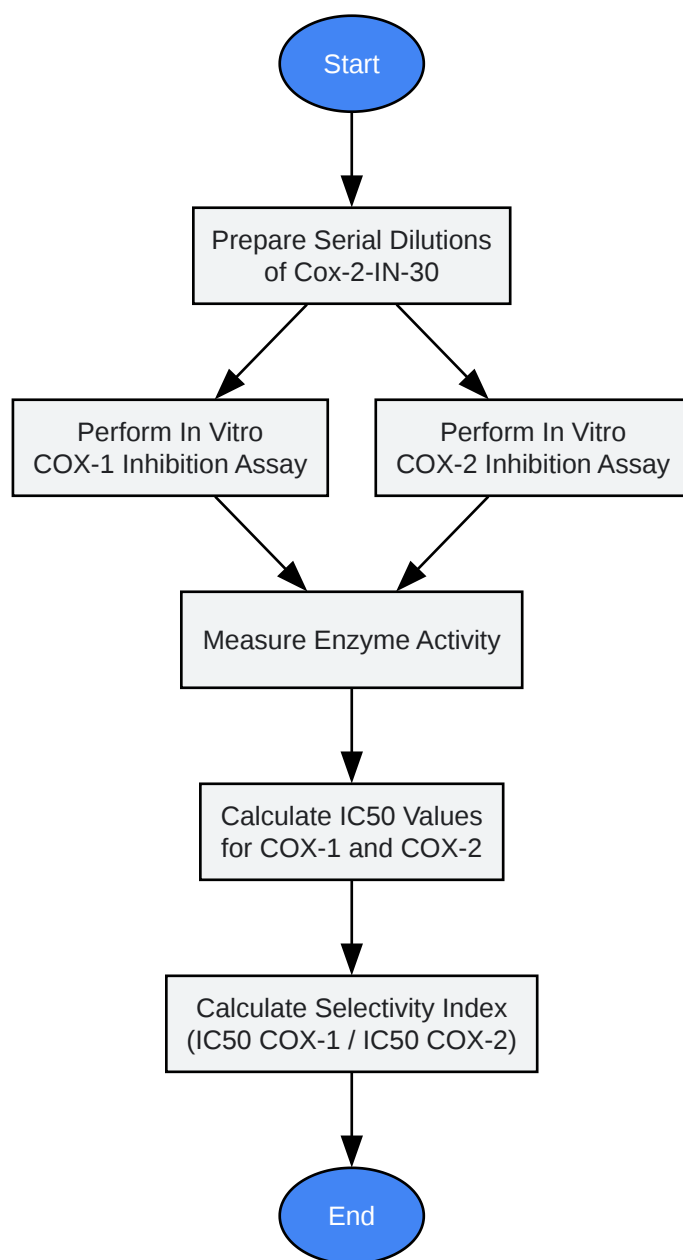 Start
Prepare Serial Dilutions
of Cox-2-IN-30
Perform In Vitro
COX-1 Inhibition Assay
Perform In Vitro
COX-2 Inhibition Assay
Measure Enzyme Activity
Calculate IC50 Values
for COX-1 and COX-2
Calculate Selectivity Index
(IC50 COX-1 / IC50 COX-2)
End